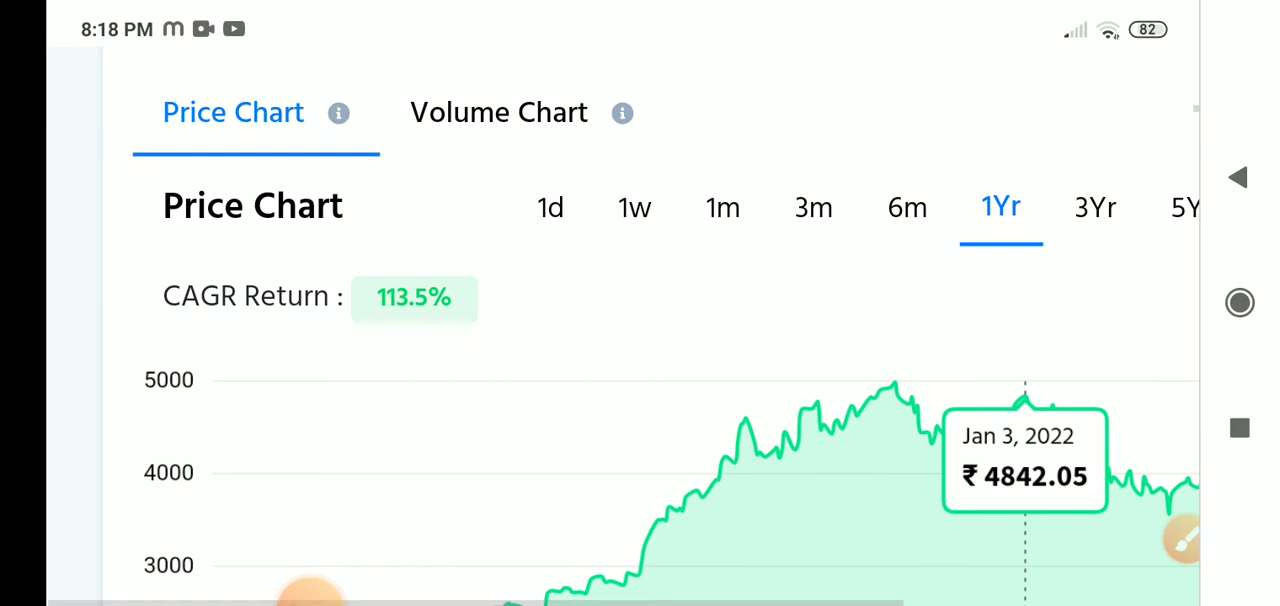 8:18 PM
82
Price Chart
Volume Chart
Price Chart
1d
1w
1m
3m
6m
1Yr
3Yr
5Y
CAGR Return :
113.5%
5000
4000
3000
Jan 3, 2022
₹ 4842.05